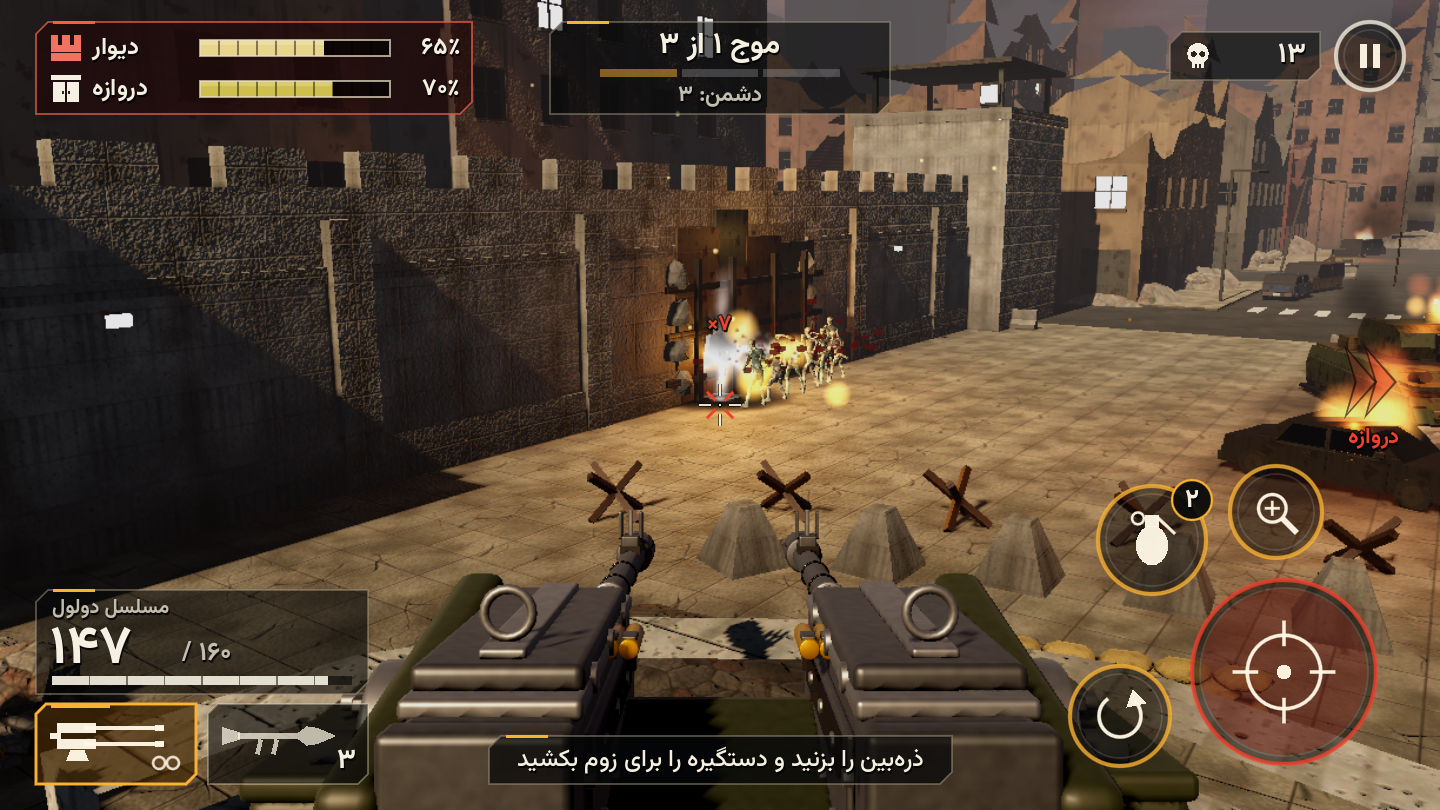 دیوار ۶۵٪
دروازه ۷۰٪
موج ۱ از ۳
دشمن: ۳
۱۳
×۷
دروازه
۲
مسلسل دولول
۱۴۷ / ۱۶۰
∞
۳
ذره‌بین را بزنید و دستگیره را برای زوم بکشید